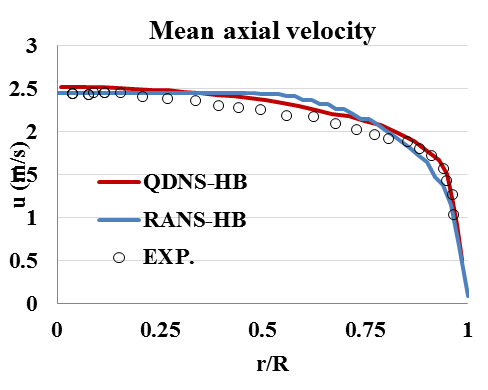 Mean axial velocity
3
2.5
2
1.5
1
0.5
0
u (m/s)
QDNS-HB
RANS-HB
EXP.
0 0.25 0.5 0.75 1
r/R